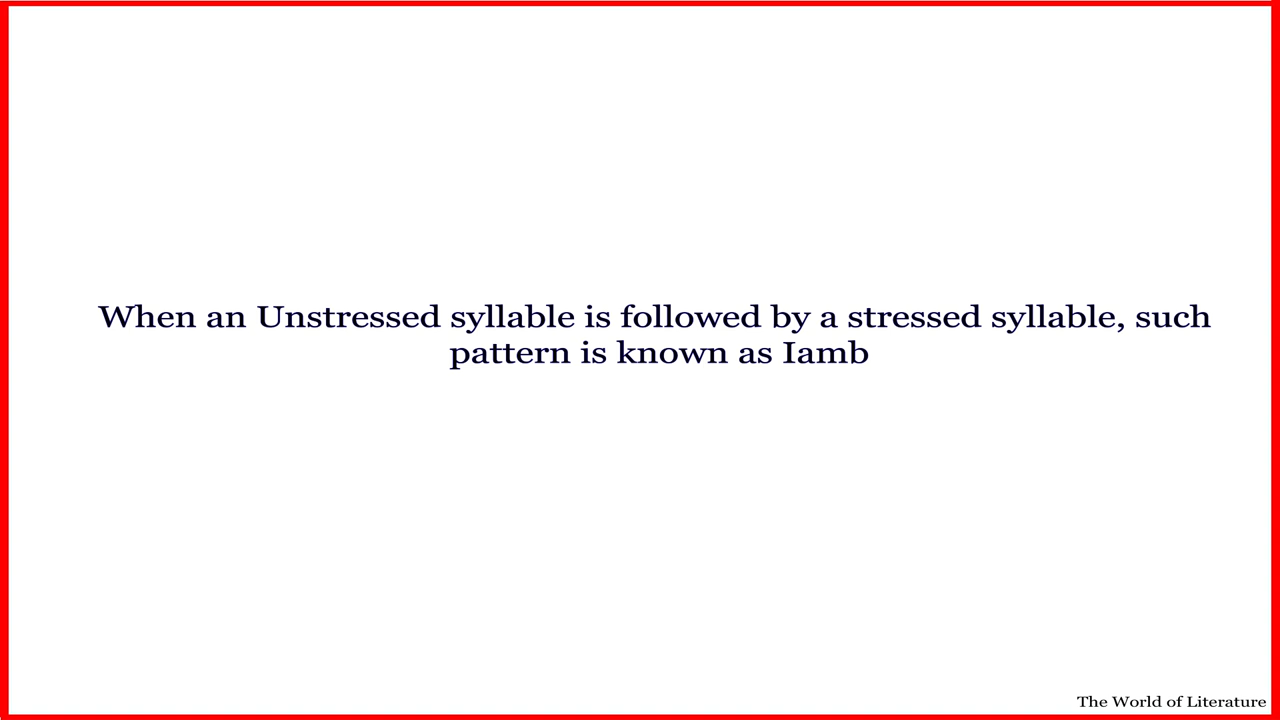 When an Unstressed syllable is followed by a stressed syllable, such
pattern is known as Iamb
The World of Literature